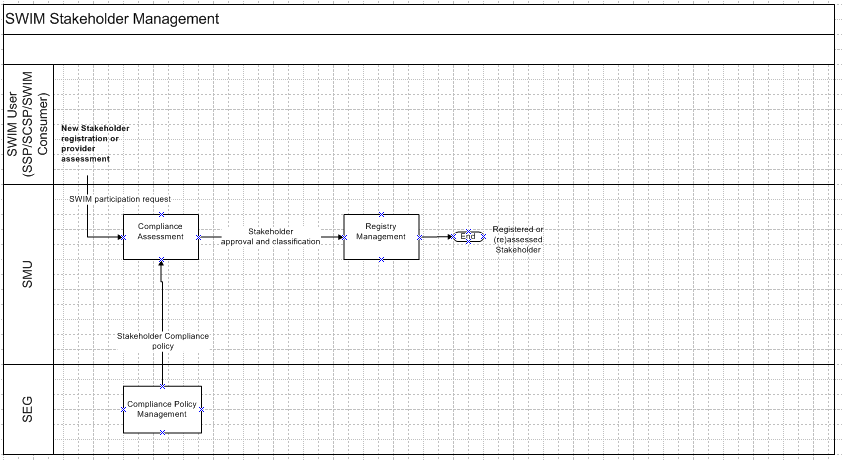 SWIM Stakeholder Management
SWIM User
(SSP/SCSP/SWIM
Consumer)
New Stakeholder
registration or
provider
assessment
SWIM participation request
SMU
Compliance
Assessment
Stakeholder
approval and classification
Registry
Management
End
Registered or
(re)assessed
Stakeholder
Stakeholder Compliance
policy
SEG
Compliance Policy
Management